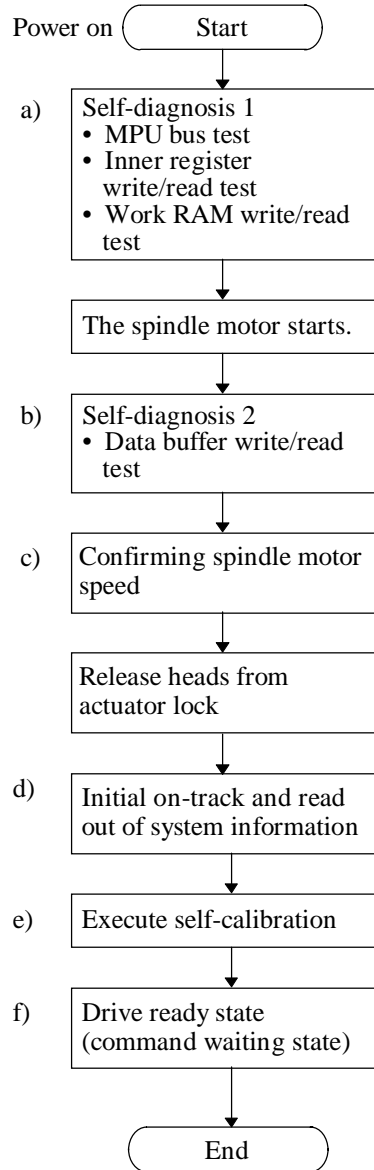 Power on Start
a) Self-diagnosis 1
• MPU bus test
• Inner register
write/read test
• Work RAM write/read
test
The spindle motor starts.
b) Self-diagnosis 2
• Data buffer write/read
test
c) Confirming spindle motor
speed
Release heads from
actuator lock
d) Initial on-track and read
out of system information
e) Execute self-calibration
f) Drive ready state
(command waiting state)
End